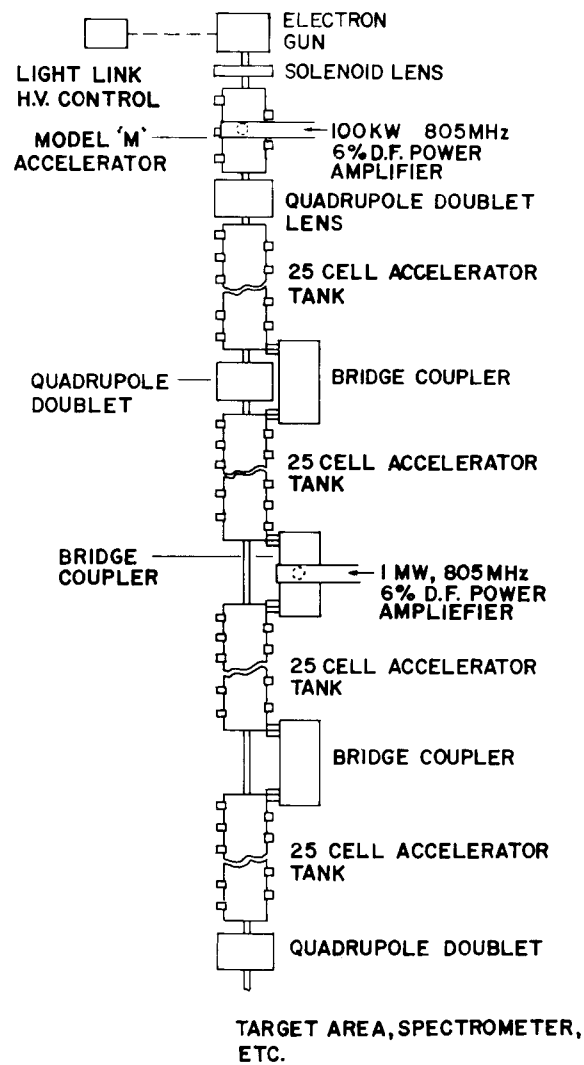 ELECTRON
GUN
SOLENOID LENS
LIGHT LINK
H.V. CONTROL
MODEL 'M'
ACCELERATOR
100KW 805MHz
6% D.F. POWER
AMPLIFIER
QUADRUPOLE DOUBLET
LENS
25 CELL ACCELERATOR
TANK
QUADRUPOLE
DOUBLET
BRIDGE COUPLER
25 CELL ACCELERATOR
TANK
BRIDGE
COUPLER
1 MW, 805MHz
6% D.F. POWER
AMPLIEFIER
25 CELL ACCELERATOR
TANK
BRIDGE COUPLER
25 CELL ACCELERATOR
TANK
QUADRUPOLE DOUBLET
TARGET AREA, SPECTROMETER,
ETC.